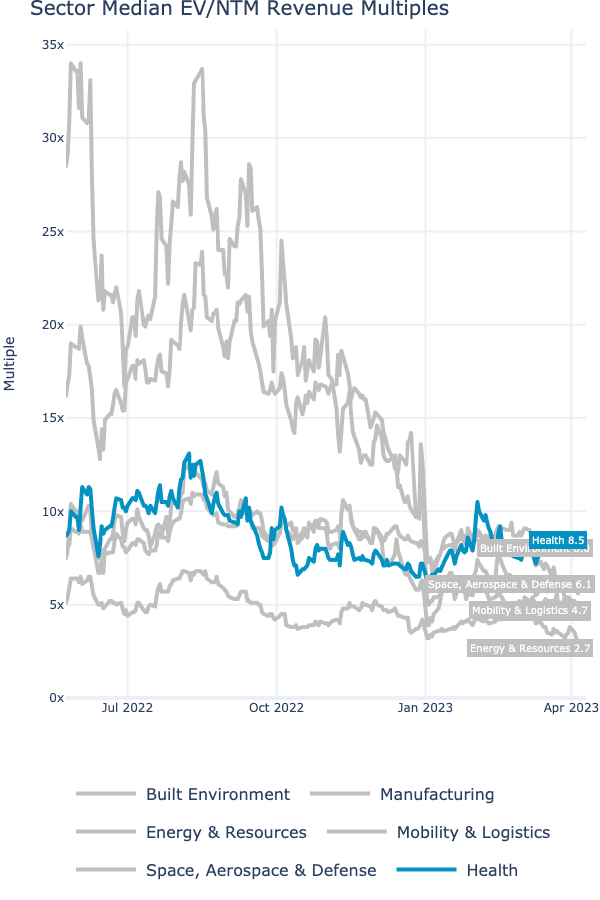 Sector Median EV/NTM Revenue Multiples
35x
30x
25x
20x
15x
10x
5x
0x
Multiple
Health 8.5
Built Environment
Space, Aerospace & Defense 6.1
Mobility & Logistics 4.7
Energy & Resources 2.7
Jul 2022
Oct 2022
Jan 2023
Apr 2023
Built Environment
Manufacturing
Energy & Resources
Mobility & Logistics
Space, Aerospace & Defense
Health